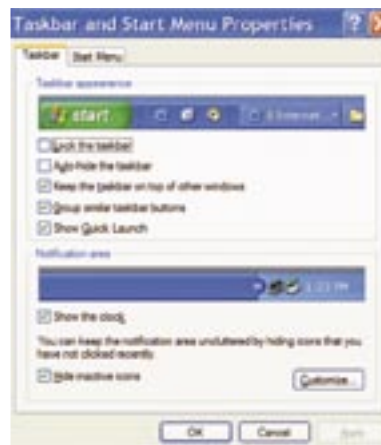 Taskbar and Start Menu Properties
Taskbar Start Menu
Taskbar appearance
start
Lock the taskbar
Auto-hide the taskbar
Keep the taskbar on top of other windows
Group similar taskbar buttons
Show Quick Launch
Notification area
1:23 PM
Show the clock
You can keep the notification area uncluttered by hiding icons that you
have not clicked recently.
Hide inactive icons
Customize...
OK Cancel Apply